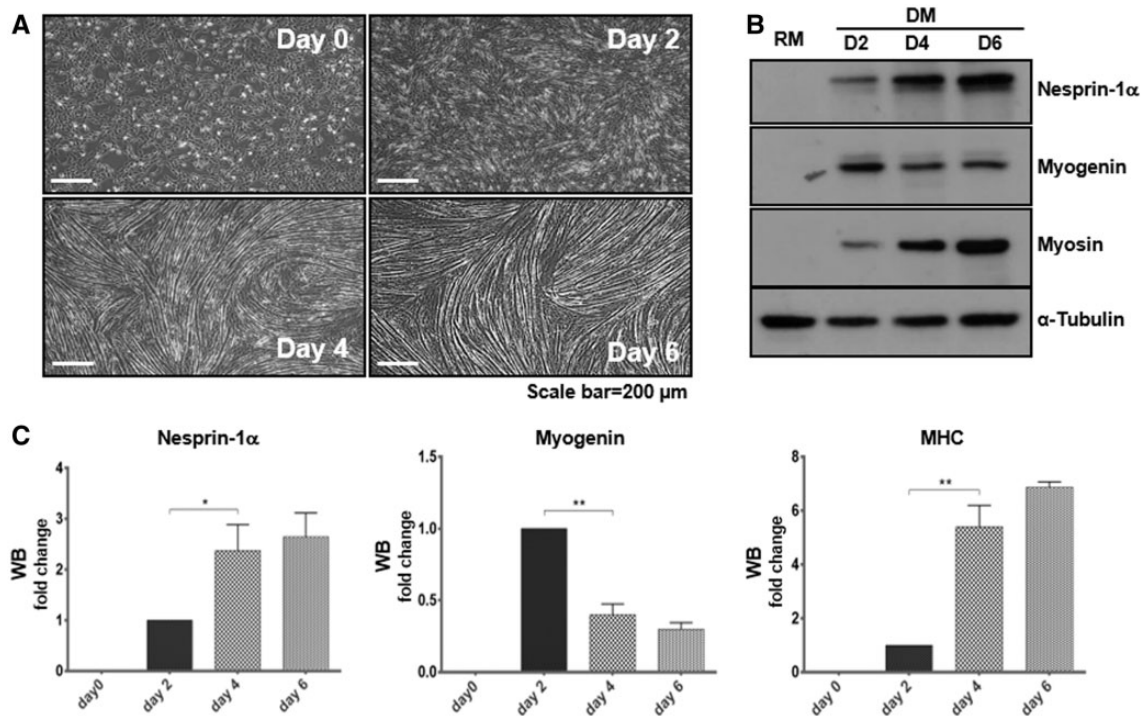 A
Day 0
Day 2
Day 4
Day 6
Scale bar=200 µm
B
DM
RM
D2 D4 D6
Nesprin-1α
Myogenin
Myosin
α-Tubulin
C
Nesprin-1α
WB
fold change
4
3
2
1
0
*
day0
day 2
day 4
day 6
Myogenin
WB
fold change
1.5
1.0
0.5
0.0
**
day0
day 2
day 4
day 6
MHC
WB
fold change
8
6
4
2
0
**
day0
day 2
day 4
day 6